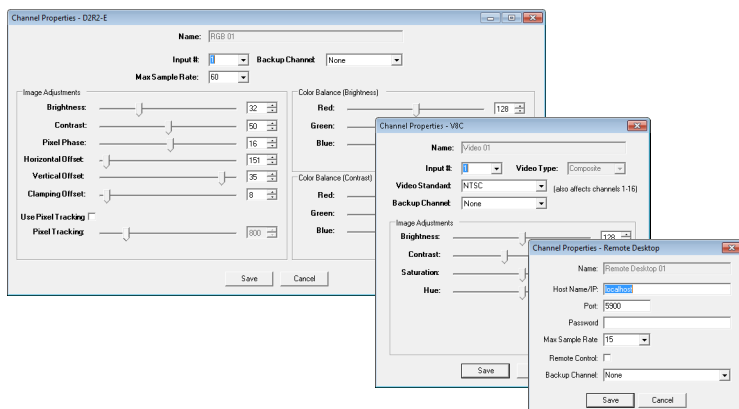 Channel Properties - D2R2-E
Name: RGB 01
Input #: 1 Backup Channel: None
Max Sample Rate: 60
Image Adjustments
Brightness: 32
Contrast: 50
Pixel Phase: 16
Horizontal Offset: 151
Vertical Offset: 35
Clamping Offset: 8
Use Pixel Tracking
Pixel Tracking: 800
Color Balance (Brightness)
Red: 128
Green:
Blue:
Color Balance (Contrast)
Red:
Green:
Blue:
Save Cancel
Channel Properties - V8C
Name: Video 01
Input #: 1 Video Type: Composite
Video Standard: NTSC (also affects channels 1-16)
Backup Channel: None
Image Adjustments
Brightness: 128
Contrast:
Saturation:
Hue:
Save
Channel Properties - Remote Desktop
Name: Remote Desktop 01
Host Name/IP: localhost
Port: 5900
Password
Max Sample Rate 15
Remote Control:
Backup Channel: None
Save Cancel